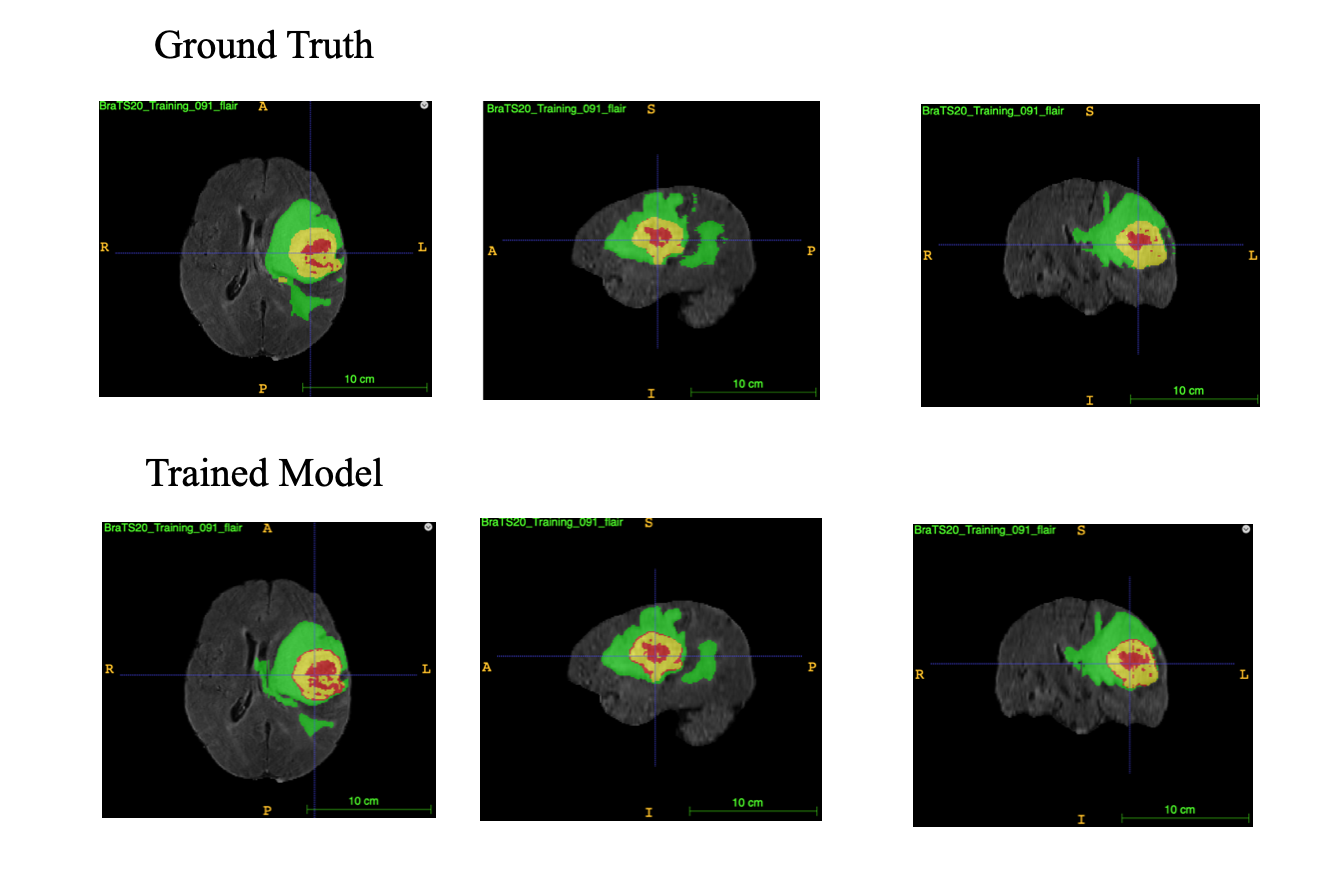 Ground Truth
BraTS20_Training_091_flair A
R L
10 cm
P
BraTS20_Training_091_flair S
A P
10 cm
I
BraTS20_Training_091_flair S
R L
10 cm
I
Trained Model
BraTS20_Training_091_flair A
R L
10 cm
P
BraTS20_Training_091_flair S
A P
10 cm
I
BraTS20_Training_091_flair S
R L
10 cm
I